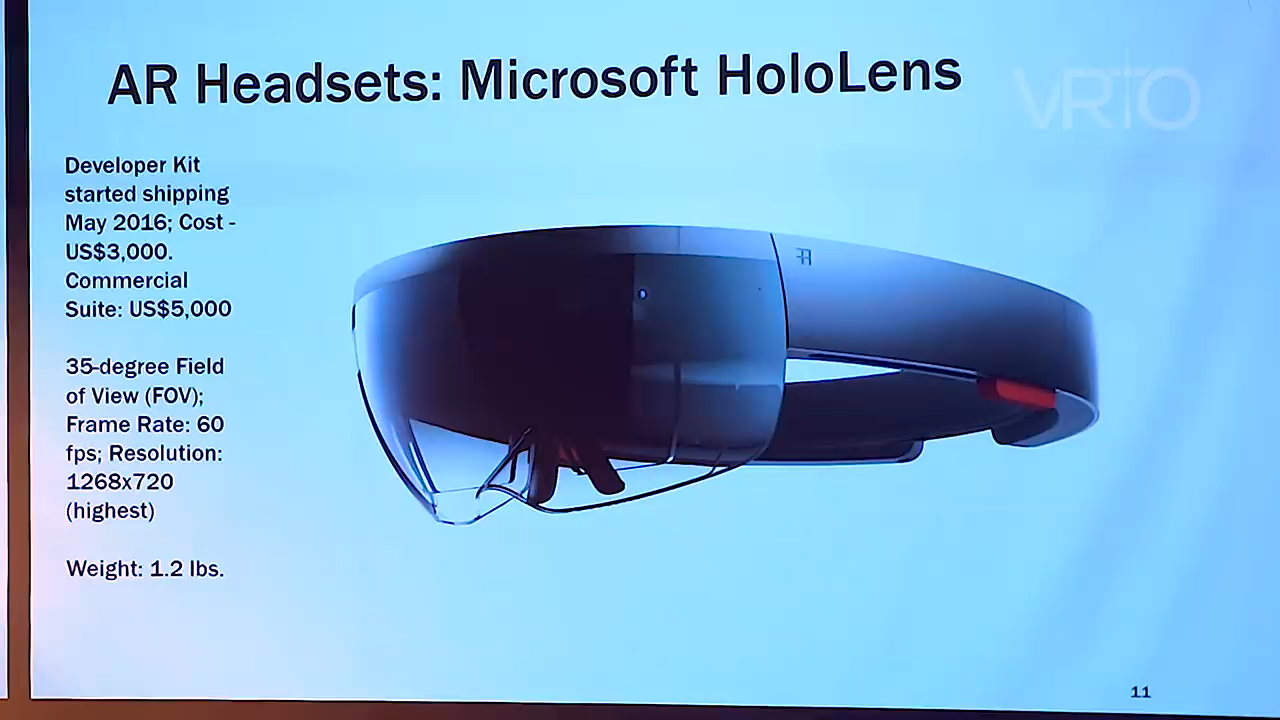 AR Headsets: Microsoft HoloLens
VRTO
Developer Kit
started shipping
May 2016; Cost -
US$3,000.
Commercial
Suite: US$5,000
35-degree Field
of View (FOV);
Frame Rate: 60
fps; Resolution:
1268x720
(highest)
Weight: 1.2 lbs.
11